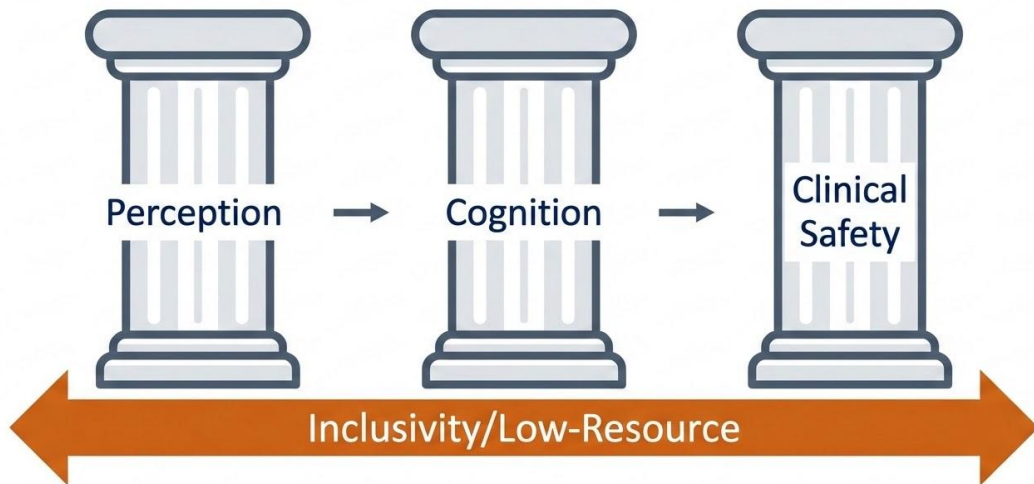 Perception
Cognition
Clinical
Safety
Inclusivity/Low-Resource